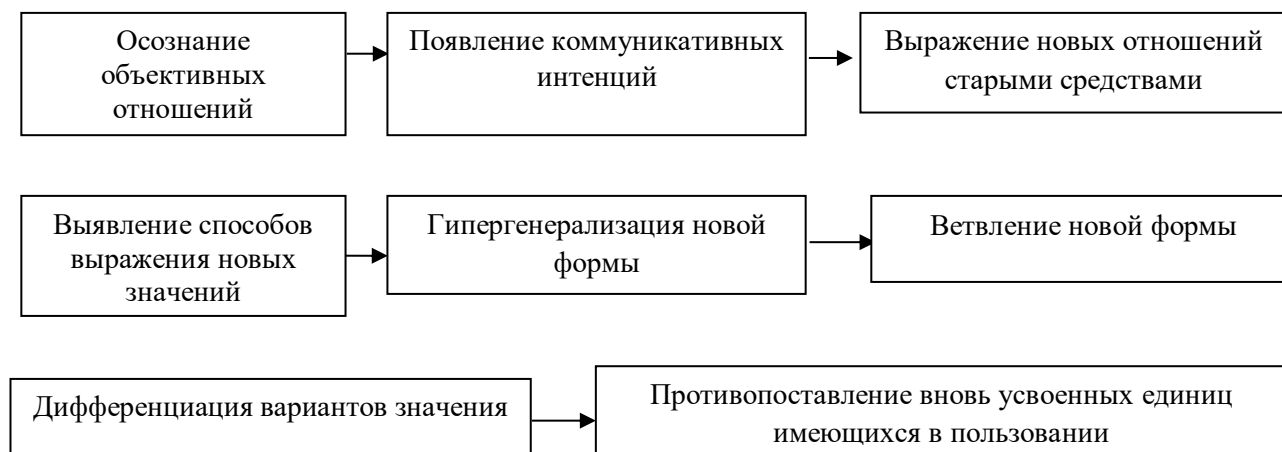 Осознание
объективных
отношений
Появление коммуникативных
интенций
Выражение новых отношений
старыми средствами
Выявление способов
выражения новых
значений
Гипергенерализация новой
формы
Ветвление новой формы
Дифференциация вариантов значения
Противопоставление вновь усвоенных единиц
имеющихся в пользовании